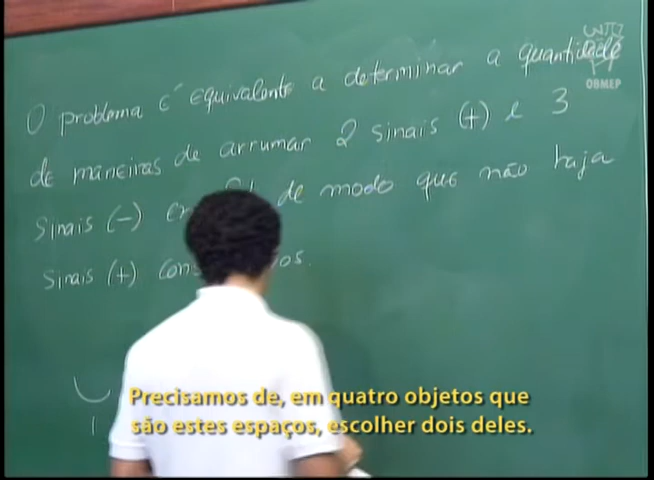 O problema é equivalente a determinar a quantidade
OBMEP
de maneiras de arrumar 2 sinais (+) e 3
sinais (-) de modo que não haja
sinais (+)
Precisamos de, em quatro objetos que
são estes espaços, escolher dois deles.